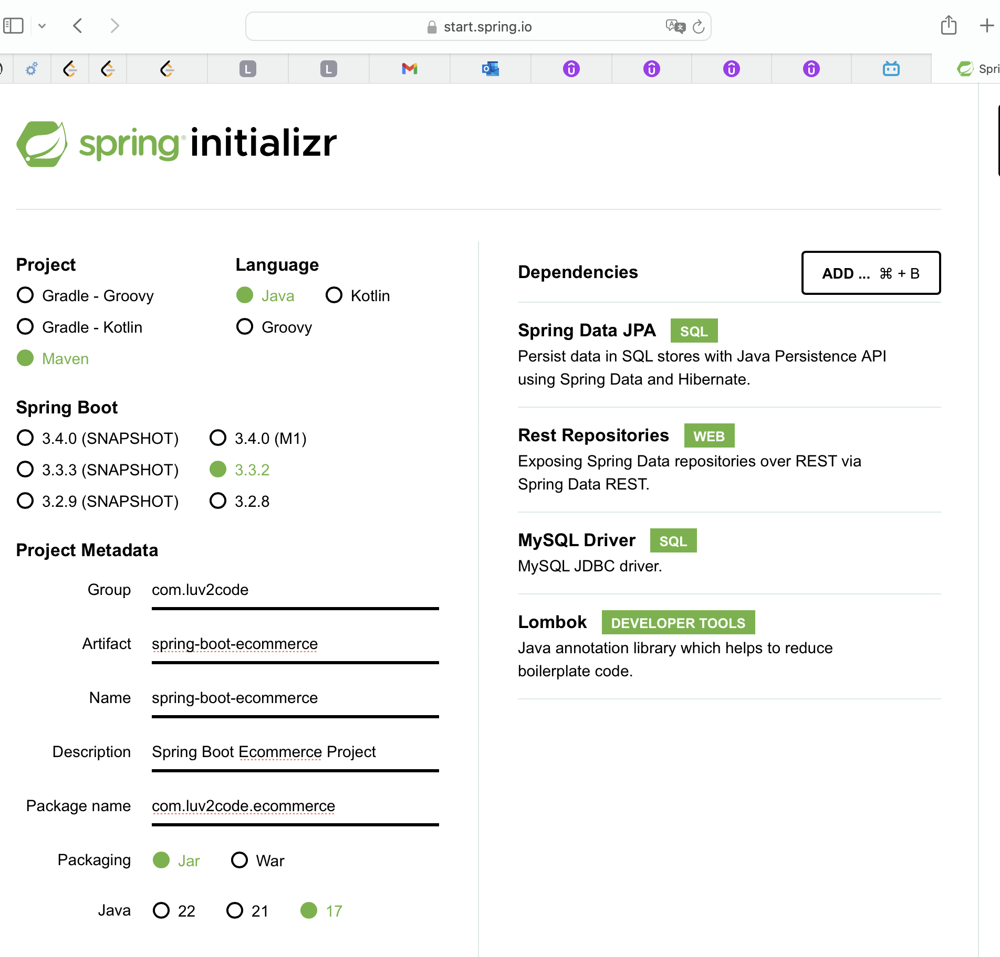 start.spring.io
L
L
Spri
spring initializr
Project
Gradle - Groovy
Gradle - Kotlin
Maven
Language
Java
Kotlin
Groovy
Spring Boot
3.4.0 (SNAPSHOT)
3.4.0 (M1)
3.3.3 (SNAPSHOT)
3.3.2
3.2.9 (SNAPSHOT)
3.2.8
Project Metadata
Group com.luv2code
Artifact spring-boot-ecommerce
Name spring-boot-ecommerce
Description Spring Boot Ecommerce Project
Package name com.luv2code.ecommerce
Packaging Jar War
Java 22 21 17
Dependencies
ADD ... ⌘ + B
Spring Data JPA SQL
Persist data in SQL stores with Java Persistence API
using Spring Data and Hibernate.
Rest Repositories WEB
Exposing Spring Data repositories over REST via
Spring Data REST.
MySQL Driver SQL
MySQL JDBC driver.
Lombok DEVELOPER TOOLS
Java annotation library which helps to reduce
boilerplate code.